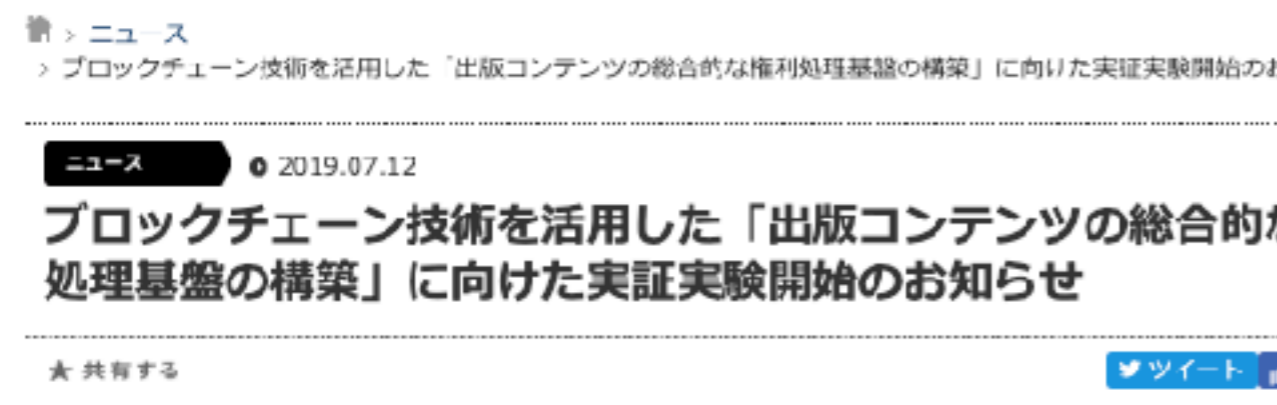 > ニュース
> ブロックチェーン技術を活用した「出版コンテンツの総合的な権利処理基盤の構築」に向けた実証実験開始のお
ニュース 2019.07.12
ブロックチェーン技術を活用した「出版コンテンツの総合的な
処理基盤の構築」に向けた実証実験開始のお知らせ
共有する
ツイート